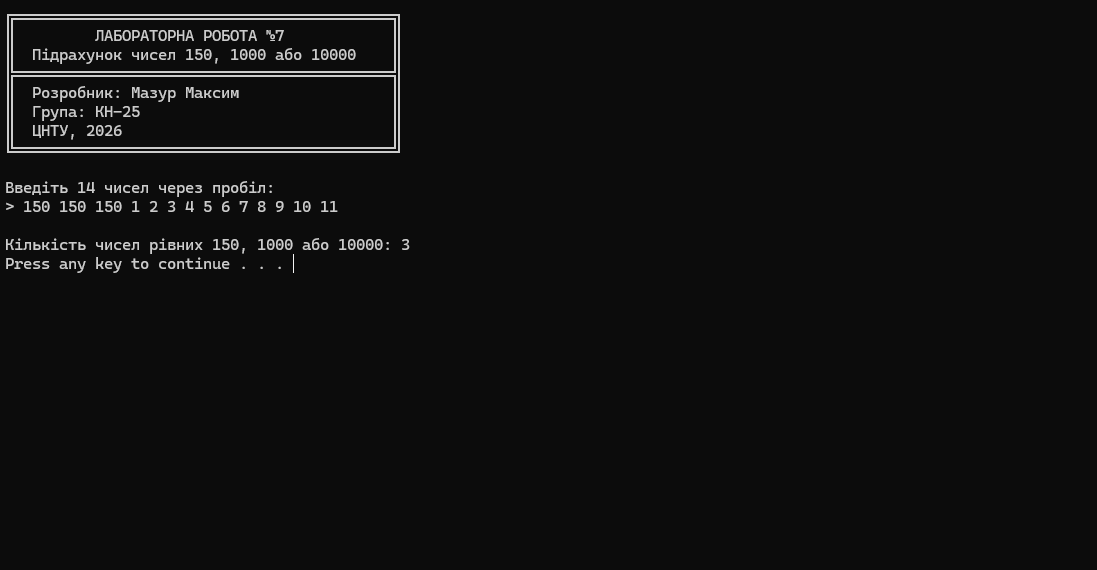 ЛАБОРАТОРНА РОБОТА №7
Підрахунок чисел 150, 1000 або 10000
Розробник: Мазур Максим
Група: КН-25
ЦНТУ, 2026
Введіть 14 чисел через пробіл:
> 150 150 150 1 2 3 4 5 6 7 8 9 10 11
Кількість чисел рівних 150, 1000 або 10000: 3
Press any key to continue . . .